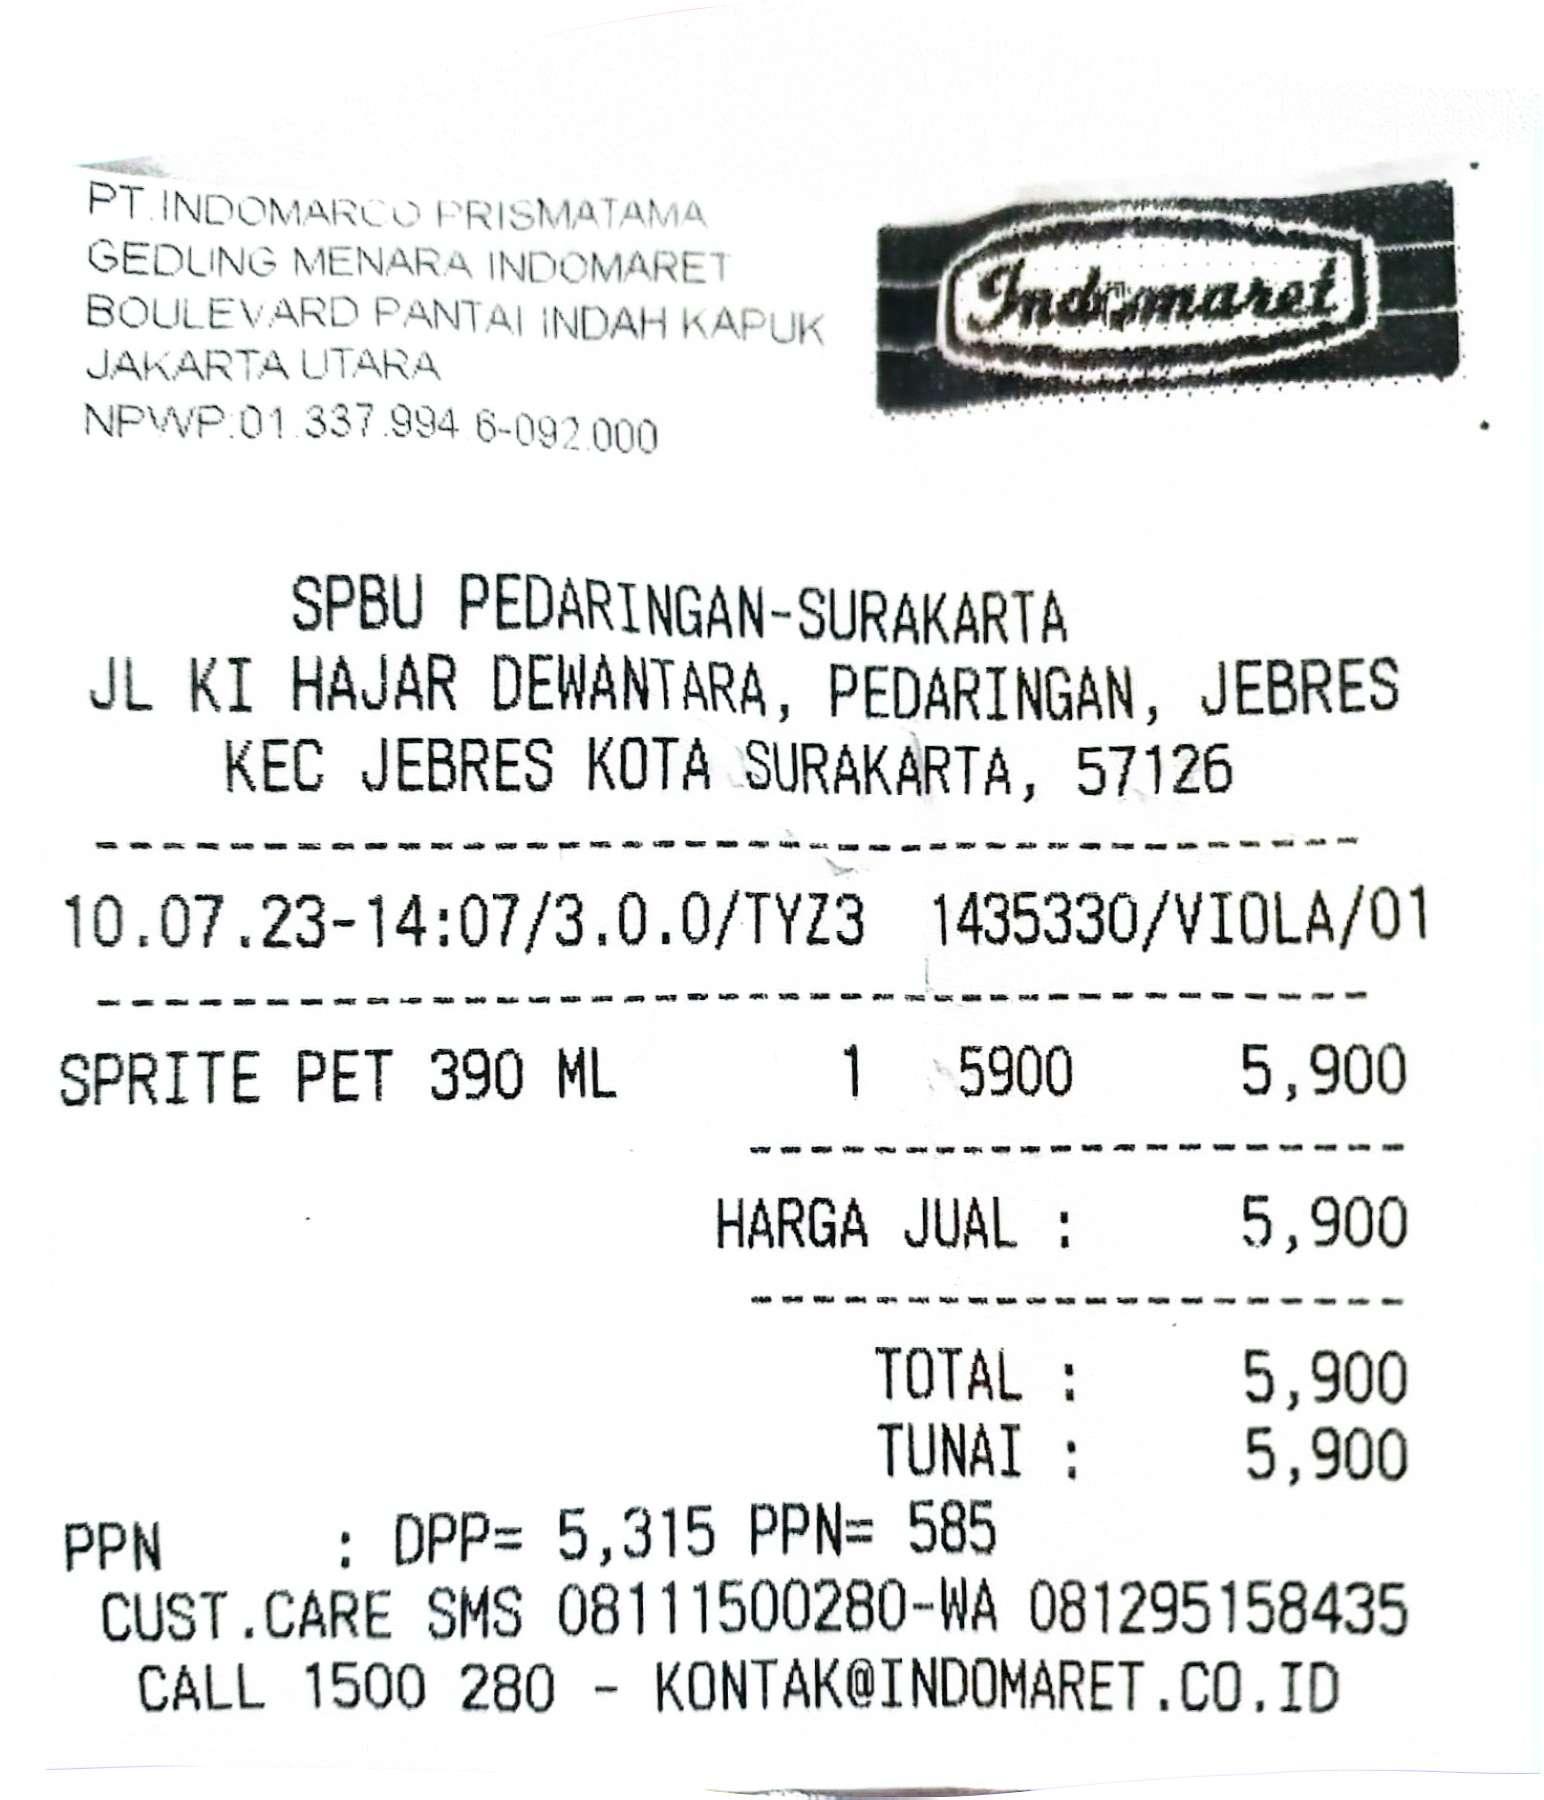 PT.INDOMARCO PRISMATAMA
GEDUNG MENARA INDOMARET
BOULEVARD PANTAI INDAH KAPUK
JAKARTA UTARA
NPWP:01.337.994.6-092.000
Indomaret
SPBU PEDARINGAN-SURAKARTA
JL KI HAJAR DEWANTARA, PEDARINGAN, JEBRES
KEC JEBRES KOTA SURAKARTA, 57126
10.07.23-14:07/3.0.0/TYZ3 1435330/VIOLA/01
SPRITE PET 390 ML 1 5900 5,900
HARGA JUAL : 5,900
TOTAL : 5,900
TUNAI : 5,900
PPN : DPP= 5,315 PPN= 585
CUST.CARE SMS 08111500280-WA 081295158435
CALL 1500 280 - KONTAK@INDOMARET.CO.ID